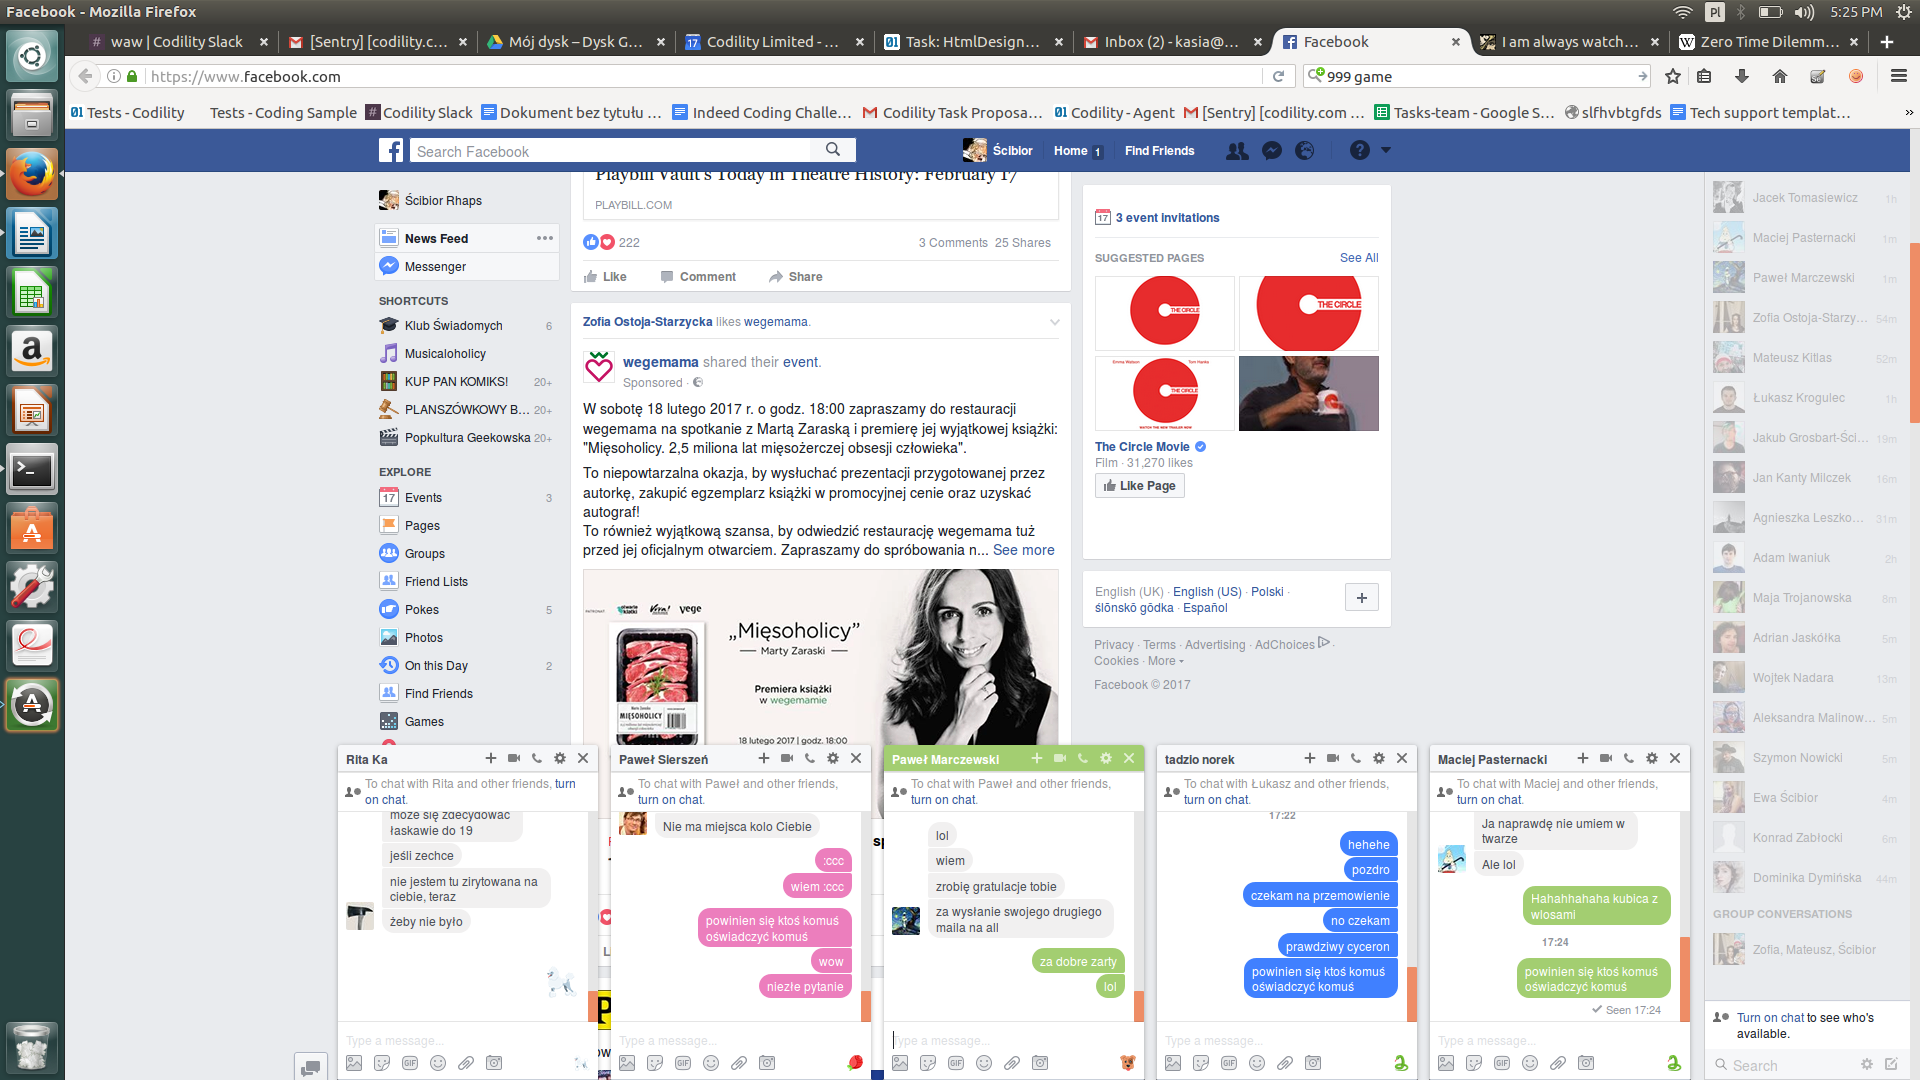 Facebook - Mozilla Firefox
Pl
5:25 PM
waw | Codility Slack
[Sentry] [codility.c...
Mój dysk – Dysk G...
Codility Limited - ...
Task: HtmlDesign...
Inbox (2) - kasia@...
Facebook
I am always watch...
Zero Time Dilemm...
https://www.facebook.com
999 game
Tests - Codility
Tests - Coding Sample
Codility Slack
Dokument bez tytułu ...
Indeed Coding Challe...
Codility Task Proposa...
Codility - Agent
[Sentry] [codility.com ...
Tasks-team - Google S...
slfhvbtgfds
Tech support templat...
Search Facebook
Ścibior
Home 1
Find Friends
Ścibior Rhaps
News Feed
Messenger
SHORTCUTS
Klub Świadomych 6
Musicaloholicy
KUP PAN KOMIKS! 20+
PLANSZÓWKOWY B... 20+
Popkultura Geekowska 20+
EXPLORE
Events 3
Pages
Groups
Friend Lists
Pokes 5
Photos
On this Day 2
Find Friends
Games
Playbill Vault's Today in Theatre History: February 17
PLAYBILL.COM
222
3 Comments 25 Shares
Like Comment Share
Zofia Ostoja-Starzycka likes wegemama.
wegemama shared their event.
Sponsored ·
W sobotę 18 lutego 2017 r. o godz. 18:00 zapraszamy do restauracji
wegemama na spotkanie z Martą Zaraską i premierę jej wyjątkowej książki:
"Mięsoholicy. 2,5 miliona lat mięsożerczej obsesji człowieka".
To niepowtarzalna okazja, by wysłuchać prezentacji przygotowanej przez
autorkę, zakupić egzemplarz książki w promocyjnej cenie oraz uzyskać
autograf!
To również wyjątkową szansa, by odwiedzić restaurację wegemama tuż
przed jej oficjalnym otwarciem. Zapraszamy do spróbowania n... See more
Viva! Vege
„Mięsoholicy”
Marty Zaraski
Premiera książki
w wegemamie
MIĘSOHOLICY
18 lutego 2017 | godz. 18:00
3 event invitations
SUGGESTED PAGES
See All
THE CIRCLE
THE CIRCLE
Emma Watson Tom Hanks
THE CIRCLE
WATCH THE NEW TRAILER NOW
The Circle Movie
Film · 31,270 likes
Like Page
English (UK) · English (US) · Polski ·
ślōnskŏ gŏdka · Español
Privacy · Terms · Advertising · AdChoices ·
Cookies · More
Facebook © 2017
Jacek Tomasiewicz 1h
Maciej Pasternacki 1m
Paweł Marczewski 1m
Zofia Ostoja-Starzy... 54m
Mateusz Kitlas 52m
Łukasz Krogulec 1h
Jakub Grosbart-Ści... 19m
Jan Kanty Milczek 16m
Agnieszka Leszko... 31m
Adam Iwaniuk 2h
Maja Trojanowska 8m
Adrian Jaskółka 5m
Wojtek Nadara 13m
Aleksandra Malinow... 5m
Szymon Nowicki 5m
Ewa Ścibior 4m
Konrad Zabłocki 6m
Dominika Dymińska 44m
GROUP CONVERSATIONS
Zofia, Mateusz, Ścibior
Turn on chat to see who's
available.
Search
Rita Ka
To chat with Rita and other friends, turn
on chat.
może się zdecydować
łaskawie do 19
jeśli zechce
nie jestem tu zirytowana na
ciebie, teraz
żeby nie było
Type a message...
GIF
Paweł Sierszeń
To chat with Paweł and other friends,
turn on chat.
Nie ma miejsca kolo Ciebie
:ccc
wiem :ccc
powinien się ktoś komuś
oświadczyć komuś
wow
niezłe pytanie
Type a message...
GIF
Paweł Marczewski
To chat with Paweł and other friends,
turn on chat.
lol
wiem
zrobię gratulacje tobie
za wysłanie swojego drugiego
maila na all
za dobre zarty
lol
Type a message...
GIF
tadzio norek
To chat with Łukasz and other friends,
turn on chat.
17:22
hehehe
pozdro
czekam na przemowienie
no czekam
prawdziwy cyceron
powinien się ktoś komuś
oświadczyć komuś
Type a message...
GIF
Maciej Pasternacki
To chat with Maciej and other friends,
turn on chat.
Ja naprawdę nie umiem w
twarze
Ale lol
Hahahhahaha kubica z
wlosami
17:24
powinien się ktoś komuś
oświadczyć komuś
Seen 17:24
Type a message...
GIF